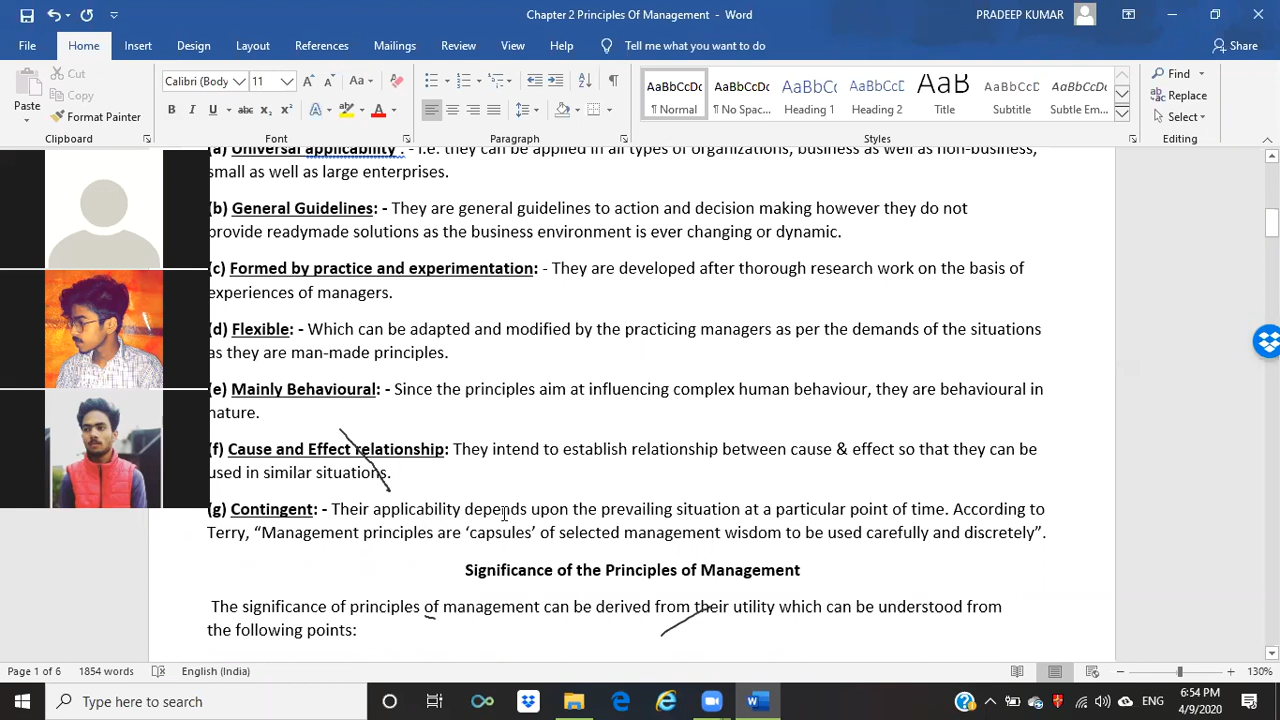 Chapter 2 Principles Of Management - Word
PRADEEP KUMAR
File Home Insert Design Layout References Mailings Review View Help Tell me what you want to do Share
Paste
Cut
Copy
Format Painter
Clipboard
Calibri (Body 11
Font
Paragraph
AaBbCcDc AaBbCcDc AaBbCc AaBbCcC AaB AaBbCcD AaBbCcDc
¶ Normal ¶ No Spac... Heading 1 Heading 2 Title Subtitle Subtle Em...
Styles
Find
Replace
Select
Editing
(a) Universal applicability : - i.e. they can be applied in all types of organizations, business as well as non-business,
small as well as large enterprises.
(b) General Guidelines: - They are general guidelines to action and decision making however they do not
provide readymade solutions as the business environment is ever changing or dynamic.
(c) Formed by practice and experimentation: - They are developed after thorough research work on the basis of
experiences of managers.
(d) Flexible: - Which can be adapted and modified by the practicing managers as per the demands of the situations
as they are man-made principles.
(e) Mainly Behavioural: - Since the principles aim at influencing complex human behaviour, they are behavioural in
nature.
(f) Cause and Effect relationship: They intend to establish relationship between cause & effect so that they can be
used in similar situations.
(g) Contingent: - Their applicability depends upon the prevailing situation at a particular point of time. According to
Terry, “Management principles are ‘capsules’ of selected management wisdom to be used carefully and discretely”.
Significance of the Principles of Management
The significance of principles of management can be derived from their utility which can be understood from
the following points:
Page 1 of 6 1854 words English (India) 130%
Type here to search
ENG
6:54 PM
4/9/2020